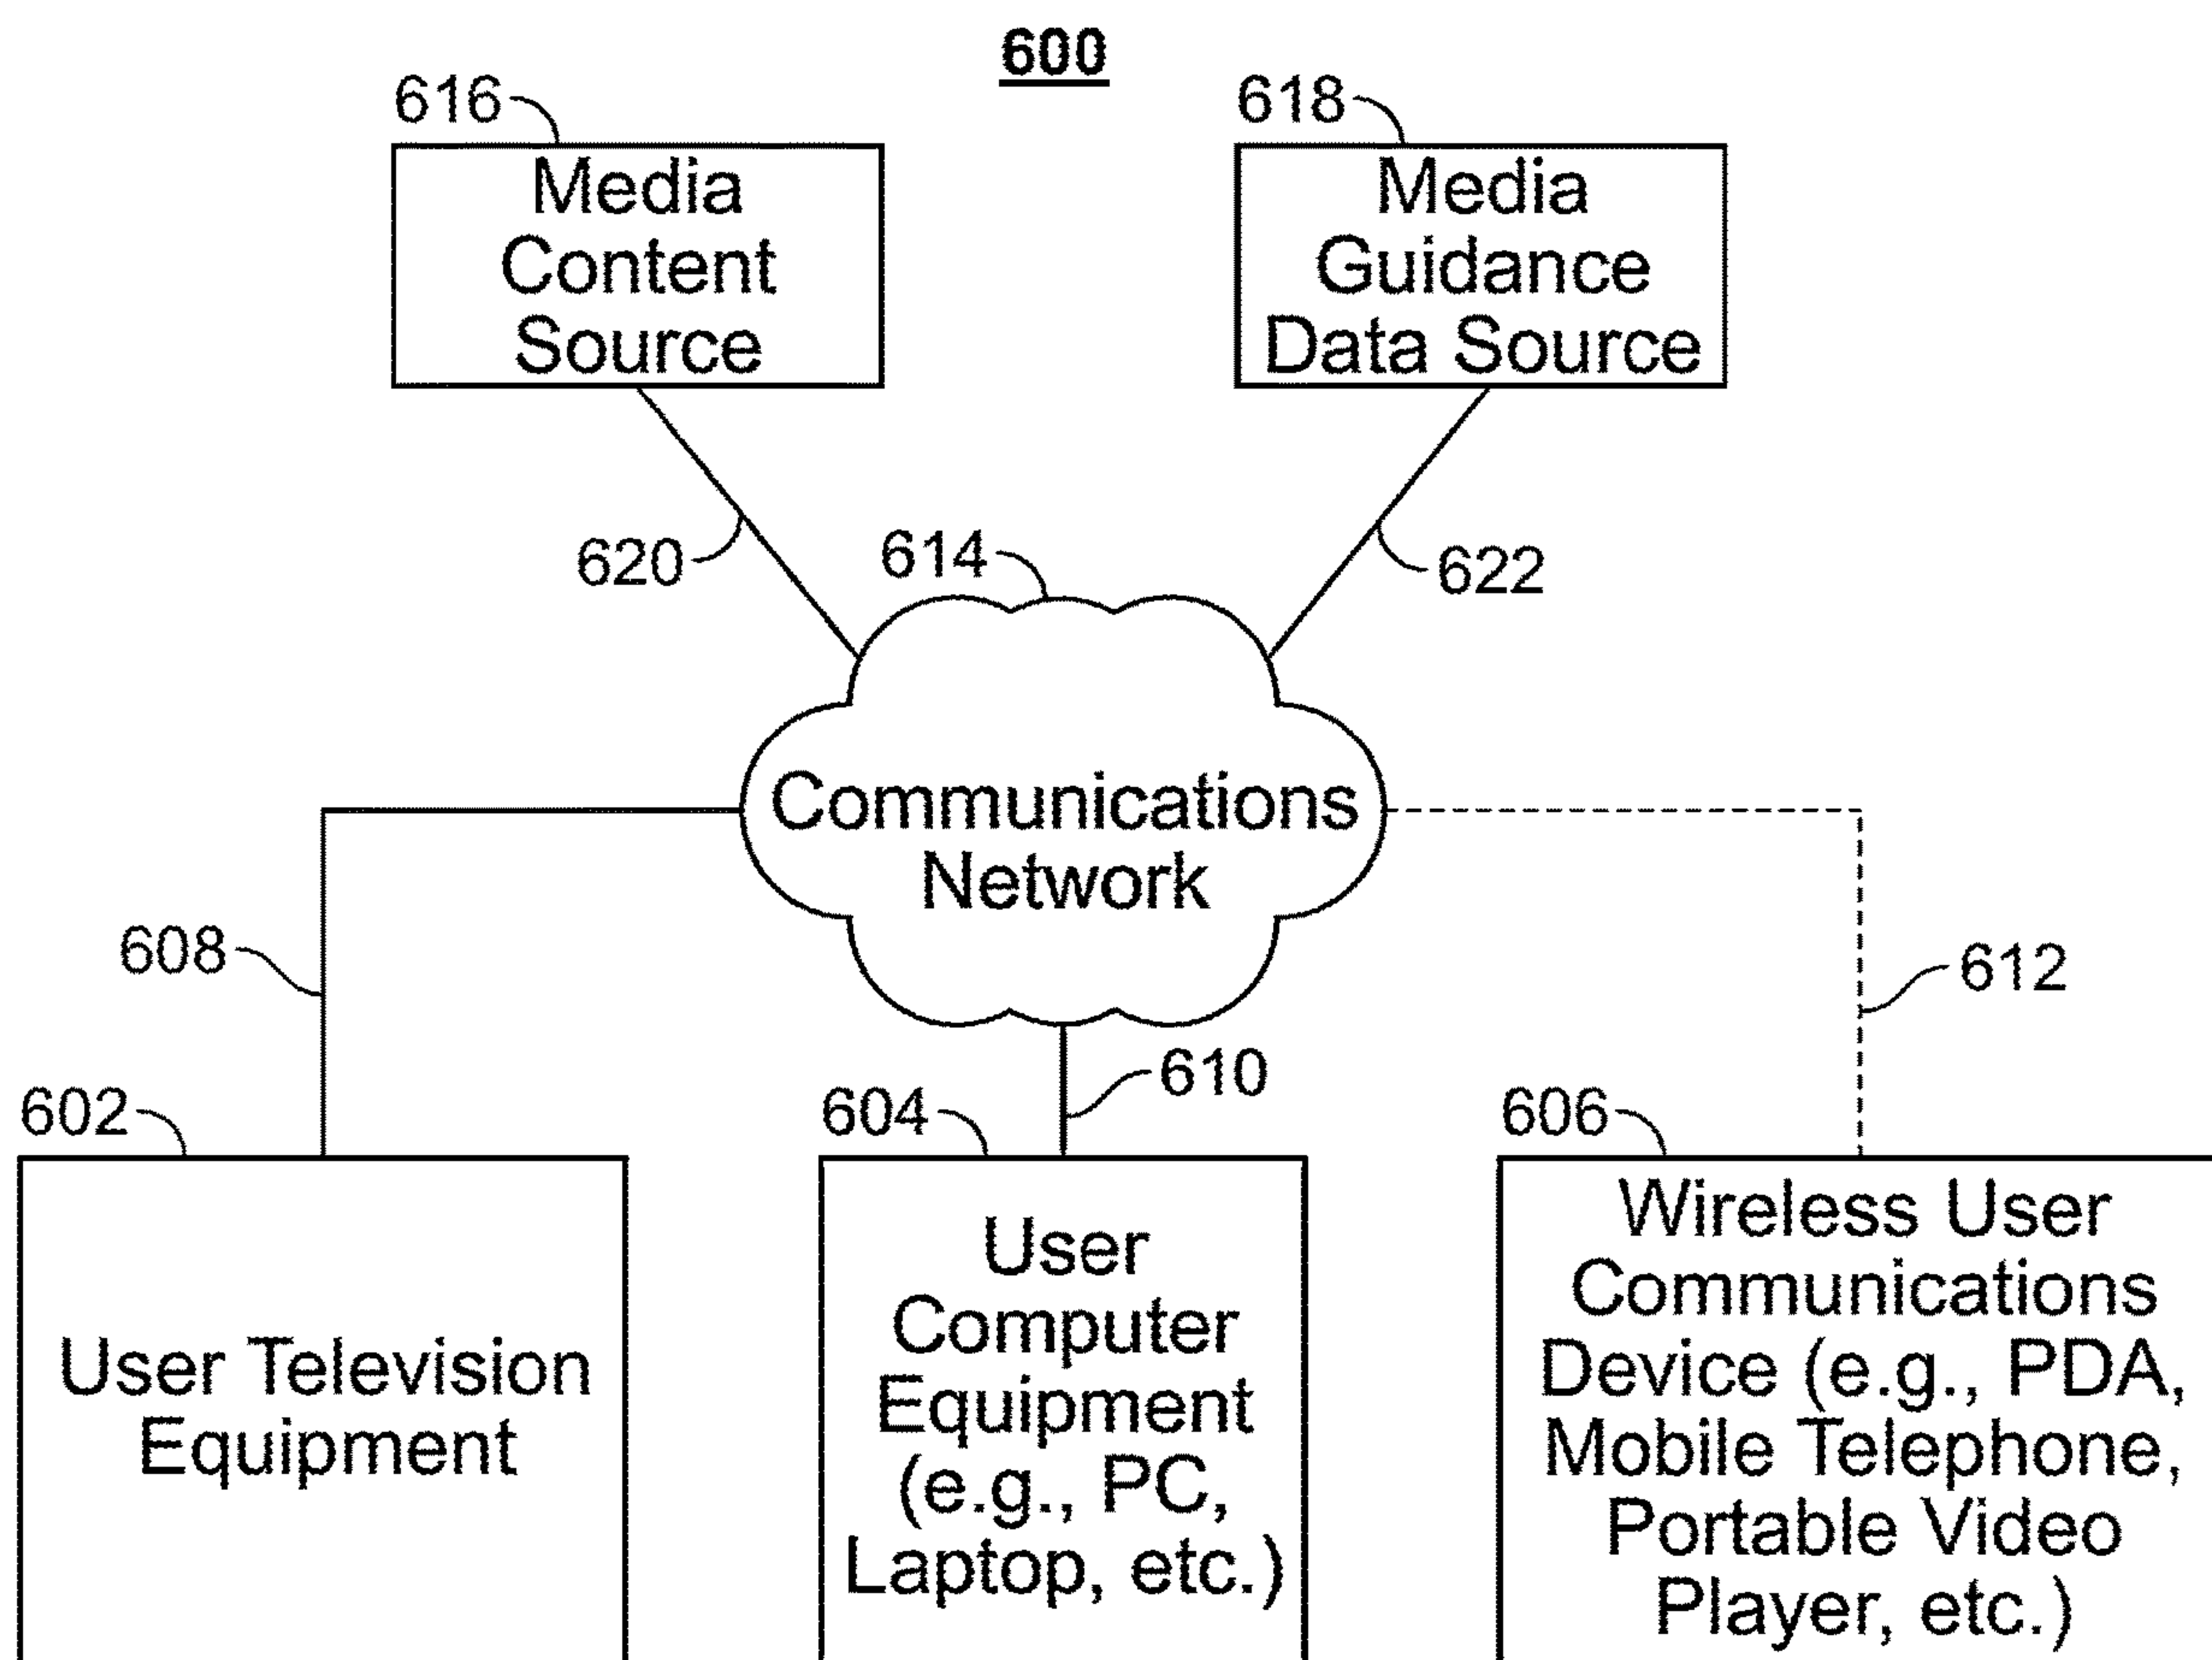 600
616
618
Media
Content
Source
Media
Guidance
Data Source
620
614
622
Communications
Network
608
612
610
602
604
606
User Television
Equipment
User
Computer
Equipment
(e.g., PC,
Laptop, etc.)
Wireless User
Communications
Device (e.g., PDA,
Mobile Telephone,
Portable Video
Player, etc.)